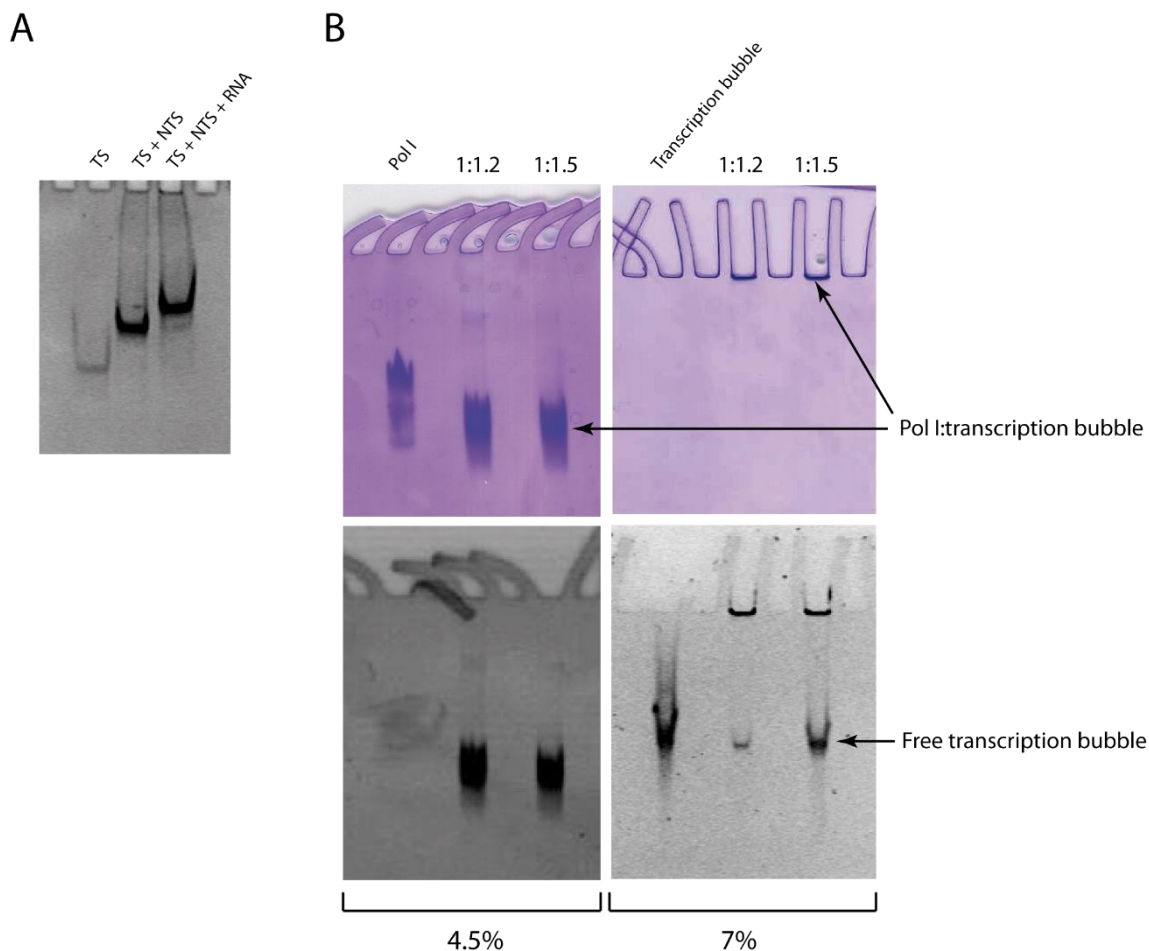 A
B
TS
TS + NTS
TS + NTS + RNA
Pol I
1:1.2
1:1.5
Transcription bubble
1:1.2
1:1.5
Pol I:transcription bubble
Free transcription bubble
4.5%
7%